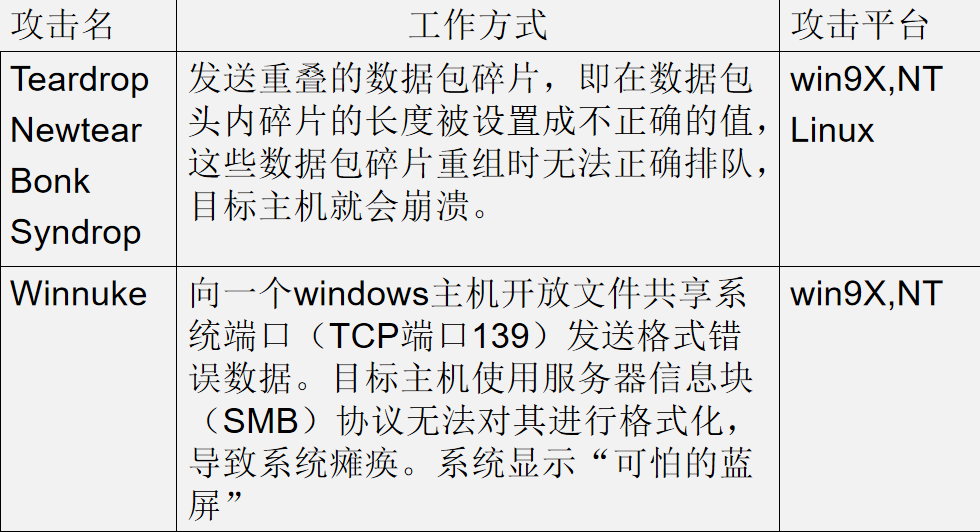 攻击名 工作方式 攻击平台
Teardrop
Newtear
Bonk
Syndrop
发送重叠的数据包碎片，即在数据包
头内碎片的长度被设置成不正确的值，
这些数据包碎片重组时无法正确排队，
目标主机就会崩溃。
win9X,NT
Linux
Winnuke
向一个windows主机开放文件共享系
统端口（TCP端口139）发送格式错
误数据。目标主机使用服务器信息块
（SMB）协议无法对其进行格式化，
导致系统瘫痪。系统显示“可怕的蓝
屏”
win9X,NT